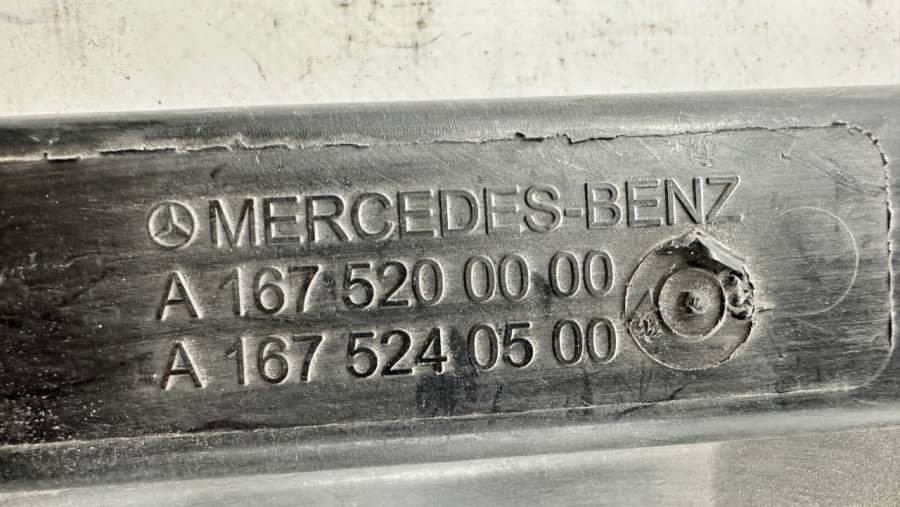 MERCEDES-BENZ
A 167 520 00 00
A 167 524 05 00